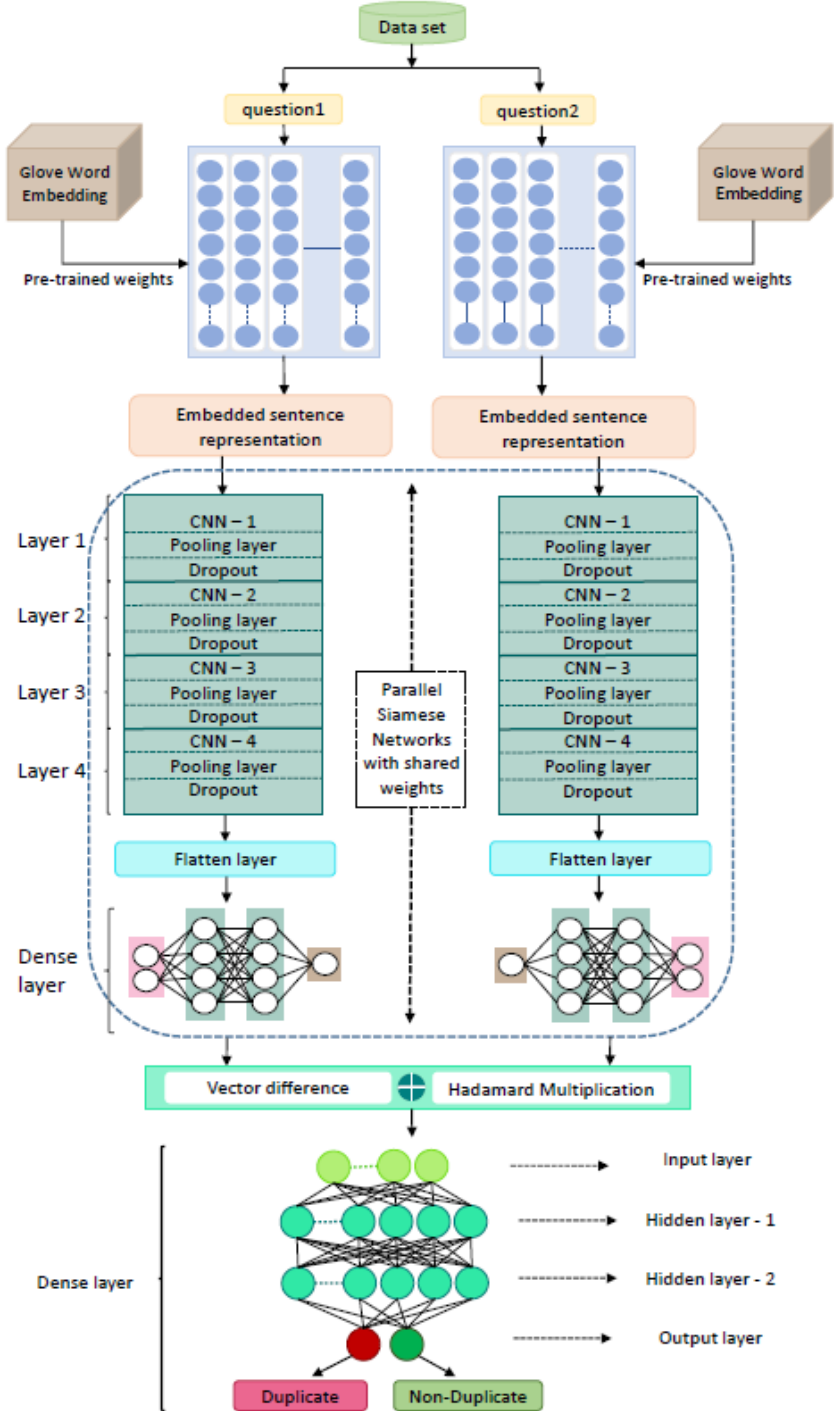 Data set
question1
question2
Glove Word
Embedding
Glove Word
Embedding
Pre-trained weights
Pre-trained weights
Embedded sentence
representation
Embedded sentence
representation
Layer 1
CNN – 1
Pooling layer
Dropout
Layer 2
CNN – 2
Pooling layer
Dropout
Layer 3
CNN – 3
Pooling layer
Dropout
Layer 4
CNN – 4
Pooling layer
Dropout
Parallel
Siamese
Networks
with shared
weights
CNN – 1
Pooling layer
Dropout
CNN – 2
Pooling layer
Dropout
CNN – 3
Pooling layer
Dropout
CNN – 4
Pooling layer
Dropout
Flatten layer
Flatten layer
Dense
layer
Vector difference
Hadamard Multiplication
Input layer
Hidden layer - 1
Dense layer
Hidden layer - 2
Output layer
Duplicate
Non-Duplicate